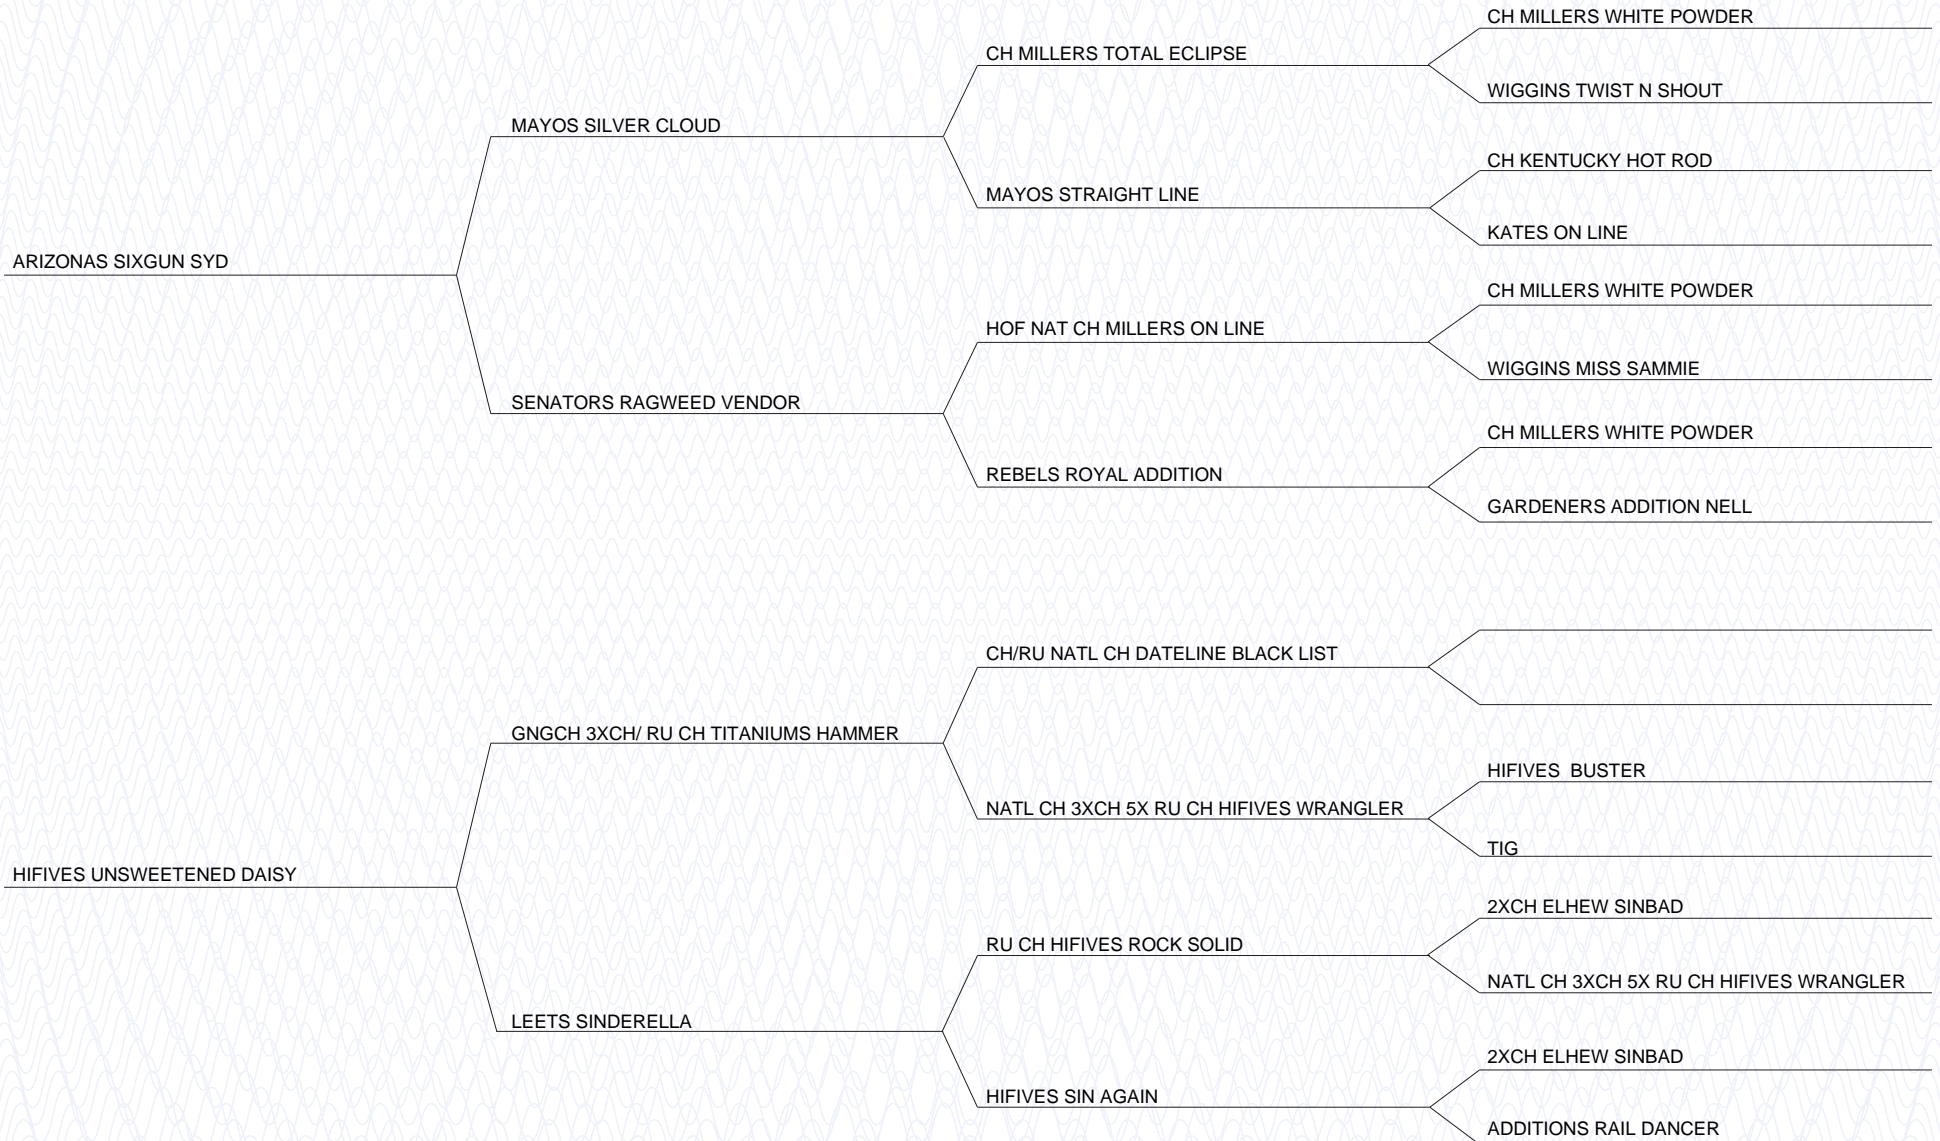 CH MILLERS WHITE POWDER
CH MILLERS TOTAL ECLIPSE
WIGGINS TWIST N SHOUT
MAYOS SILVER CLOUD
CH KENTUCKY HOT ROD
MAYOS STRAIGHT LINE
KATES ON LINE
ARIZONAS SIXGUN SYD
CH MILLERS WHITE POWDER
HOF NAT CH MILLERS ON LINE
WIGGINS MISS SAMMIE
SENATORS RAGWEED VENDOR
CH MILLERS WHITE POWDER
REBELS ROYAL ADDITION
GARDENERS ADDITION NELL
CH/RU NATL CH DATELINE BLACK LIST
GNGCH 3XCH/ RU CH TITANIUMS HAMMER
HIFIVES  BUSTER
NATL CH 3XCH 5X RU CH HIFIVES WRANGLER
TIG
HIFIVES UNSWEETENED DAISY
2XCH ELHEW SINBAD
RU CH HIFIVES ROCK SOLID
NATL CH 3XCH 5X RU CH HIFIVES WRANGLER
LEETS SINDERELLA
2XCH ELHEW SINBAD
HIFIVES SIN AGAIN
ADDITIONS RAIL DANCER